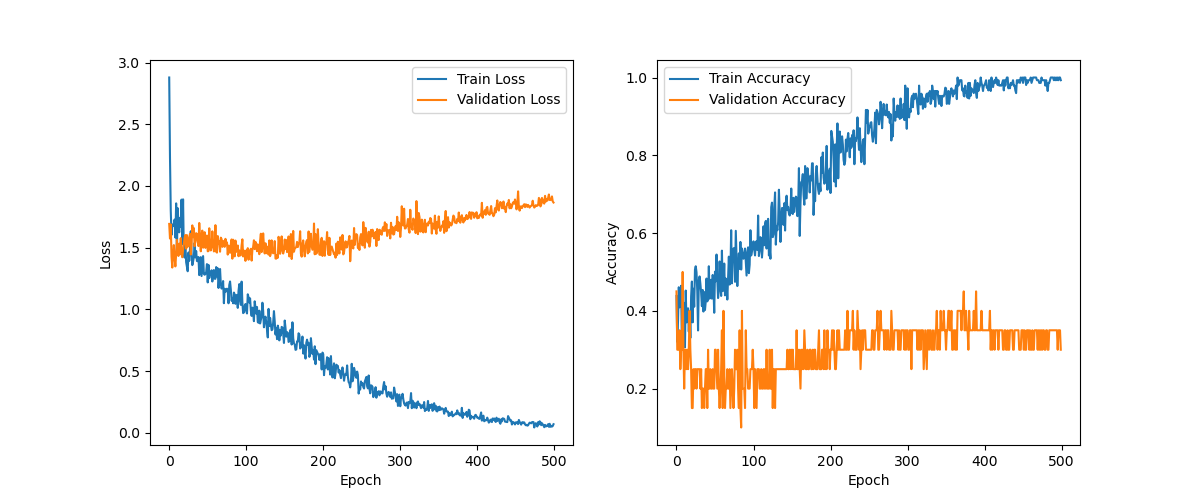 3.0
2.5
2.0
1.5
1.0
0.5
0.0
Loss
0 100 200 300 400 500
Epoch
Train Loss
Validation Loss
1.0
0.8
0.6
0.4
0.2
Accuracy
0 100 200 300 400 500
Epoch
Train Accuracy
Validation Accuracy